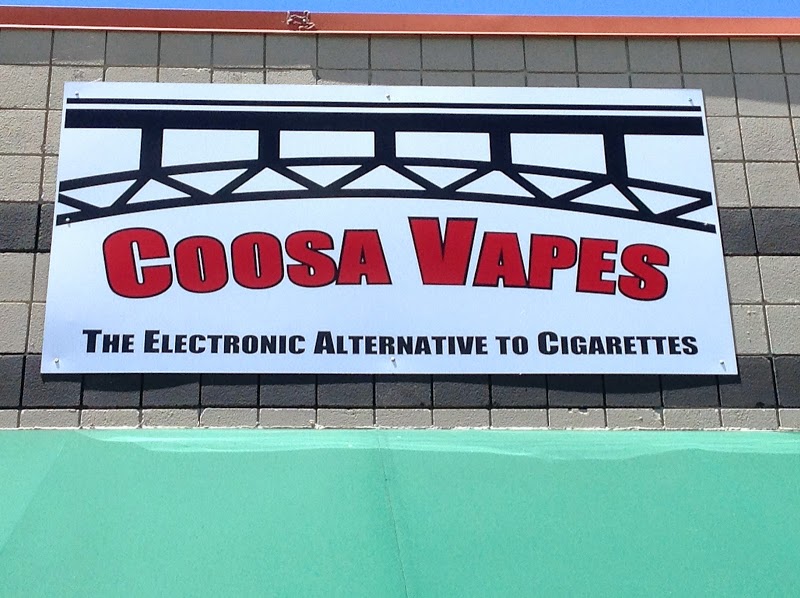 COOSA VAPES
THE ELECTRONIC ALTERNATIVE TO CIGARETTES